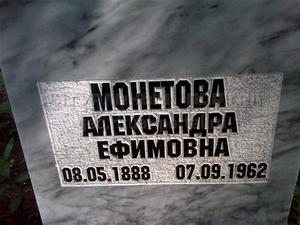 МОНЕТОВА
АЛЕКСАНДРА
ЕФИМОВНА
08.05.1888 07.09.1962